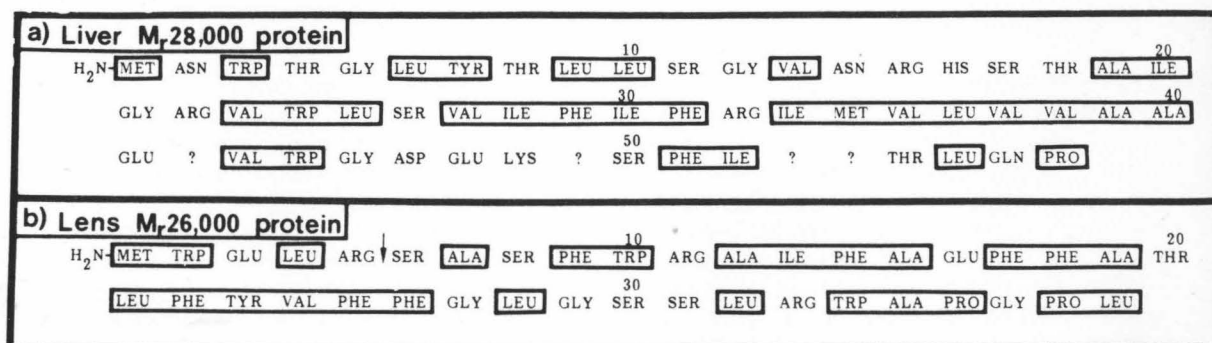 a) Liver Mr28,000 protein
10 20
H2N-MET ASN TRP THR GLY LEU TYR THR LEU LEU SER GLY VAL ASN ARG HIS SER THR ALA ILE
30 40
GLY ARG VAL TRP LEU SER VAL ILE PHE ILE PHE ARG ILE MET VAL LEU VAL VAL ALA ALA
50
GLU ? VAL TRP GLY ASP GLU LYS ? SER PHE ILE ? ? THR LEU GLN PRO
b) Lens Mr26,000 protein
10 20
H2N-MET TRP GLU LEU ARG SER ALA SER PHE TRP ARG ALA ILE PHE ALA GLU PHE PHE ALA THR
30
LEU PHE TYR VAL PHE PHE GLY LEU GLY SER SER LEU ARG TRP ALA PRO GLY PRO LEU